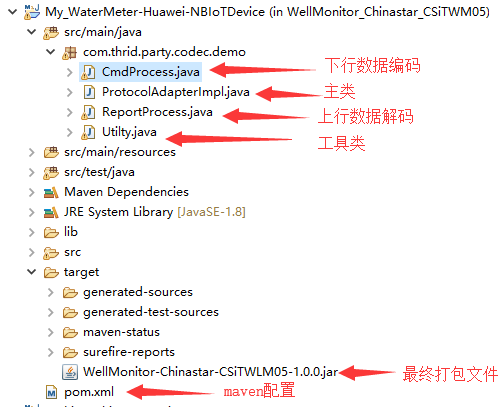 My_WaterMeter-Huawei-NBIoTDevice (in WellMonitor_Chinastar_CSiTWM05)
src/main/java
com.thrid.party.codec.demo
CmdProcess.java 下行数据编码
ProtocolAdapterImpl.java 主类
ReportProcess.java 上行数据解码
Utilty.java 工具类
src/main/resources
src/test/java
Maven Dependencies
JRE System Library [JavaSE-1.8]
lib
src
target
generated-sources
generated-test-sources
maven-status
surefire-reports
WellMonitor-Chinastar-CSiTWLM05-1.0.0.jar 最终打包文件
pom.xml maven配置